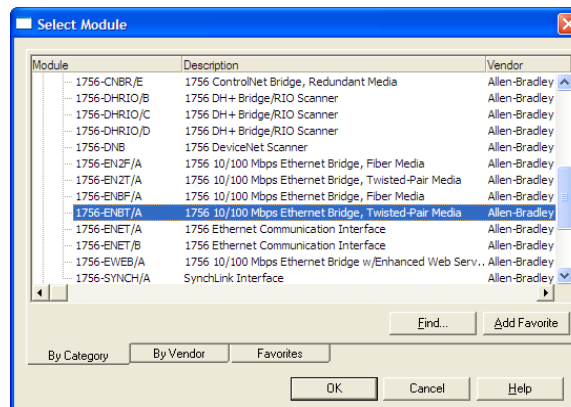 Select Module
Module Description Vendor
1756-CNBR/E 1756 ControlNet Bridge, Redundant Media Allen-Bradley
1756-DHRIO/B 1756 DH+ Bridge/RIO Scanner Allen-Bradley
1756-DHRIO/C 1756 DH+ Bridge/RIO Scanner Allen-Bradley
1756-DHRIO/D 1756 DH+ Bridge/RIO Scanner Allen-Bradley
1756-DNB 1756 DeviceNet Scanner Allen-Bradley
1756-EN2F/A 1756 10/100 Mbps Ethernet Bridge, Fiber Media Allen-Bradley
1756-EN2T/A 1756 10/100 Mbps Ethernet Bridge, Twisted-Pair Media Allen-Bradley
1756-ENBF/A 1756 10/100 Mbps Ethernet Bridge, Fiber Media Allen-Bradley
1756-ENBT/A 1756 10/100 Mbps Ethernet Bridge, Twisted-Pair Media Allen-Bradley
1756-ENET/A 1756 Ethernet Communication Interface Allen-Bradley
1756-ENET/B 1756 Ethernet Communication Interface Allen-Bradley
1756-EWEB/A 1756 10/100 Mbps Ethernet Bridge w/Enhanced Web Serv... Allen-Bradley
1756-SYNCH/A SynchLink Interface Allen-Bradley
Find... Add Favorite
By Category By Vendor Favorites
OK Cancel Help